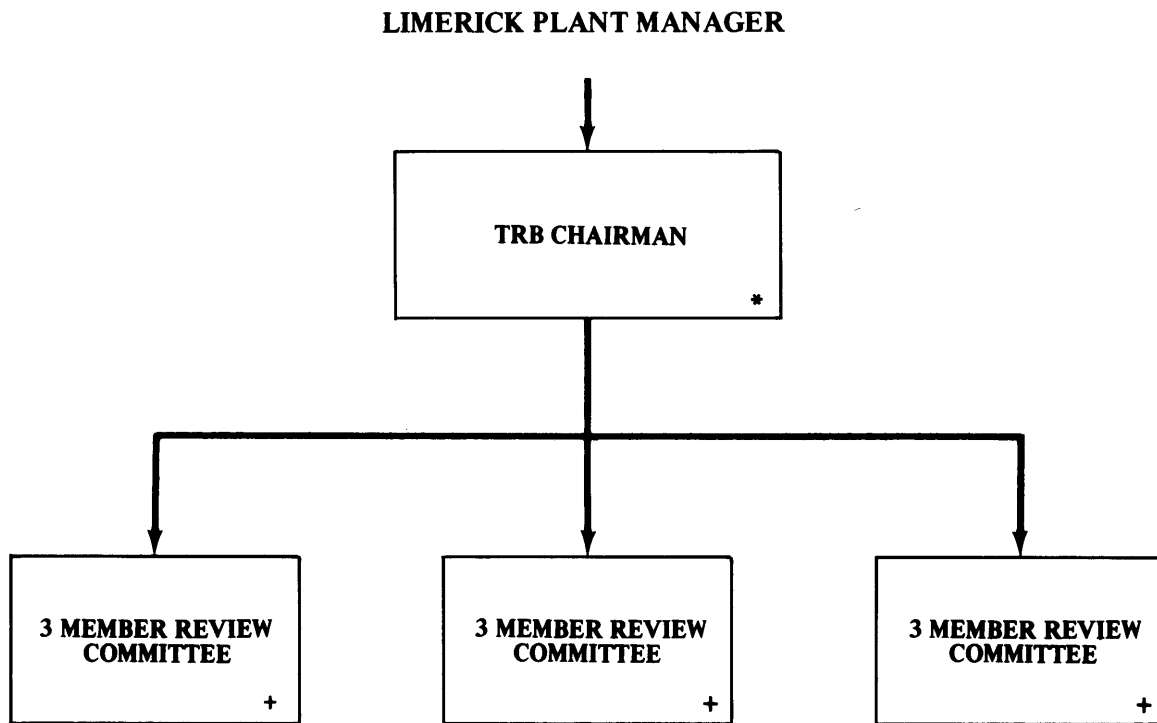 LIMERICK PLANT MANAGER
TRB CHAIRMAN
*
3 MEMBER REVIEW
COMMITTEE
+
3 MEMBER REVIEW
COMMITTEE
+
3 MEMBER REVIEW
COMMITTEE
+